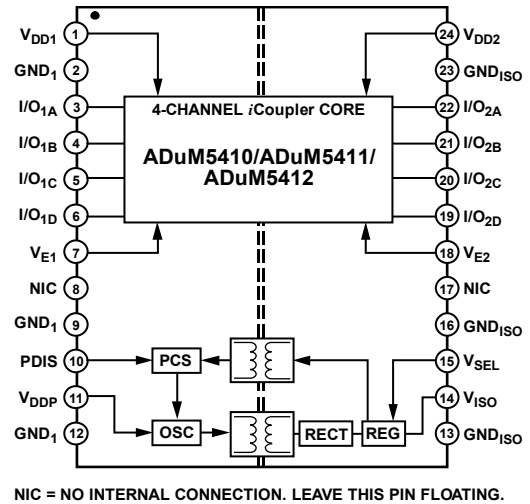 VDD1 1
GND1 2
I/O1A 3
I/O1B 4
I/O1C 5
I/O1D 6
VE1 7
NIC 8
GND1 9
PDIS 10
VDDP 11
GND1 12
24 VDD2
23 GNDISO
22 I/O2A
21 I/O2B
20 I/O2C
19 I/O2D
18 VE2
17 NIC
16 GNDISO
15 VSEL
14 VISO
13 GNDISO
4-CHANNEL iCoupler CORE
ADuM5410/ADuM5411/
ADuM5412
PCS
OSC
RECT
REG
NIC = NO INTERNAL CONNECTION. LEAVE THIS PIN FLOATING.